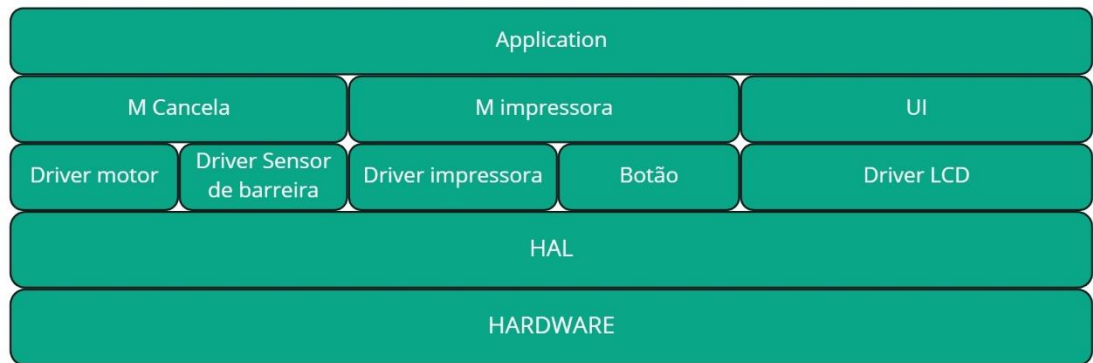 Application
M Cancela
M impressora
UI
Driver motor
Driver Sensor
de barreira
Driver impressora
Botão
Driver LCD
HAL
HARDWARE